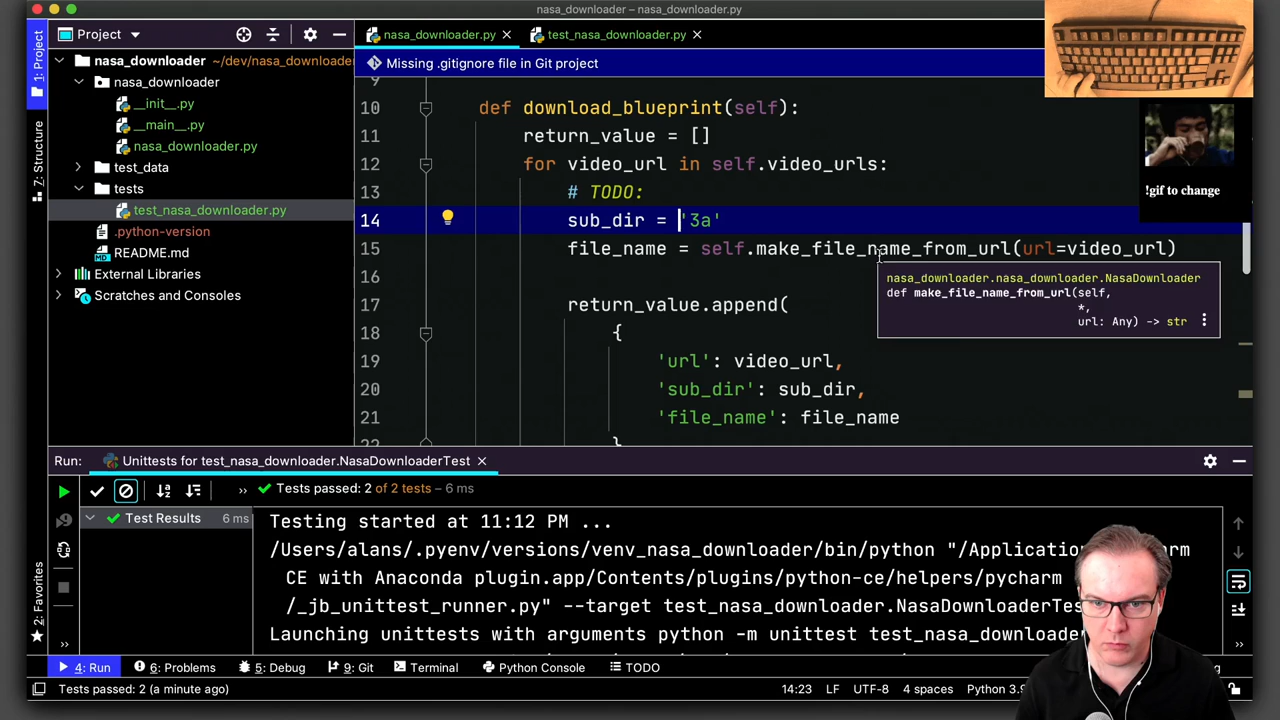 nasa_downloader – nasa_downloader.py
Project
nasa_downloader.py
test_nasa_downloader.py
1: Project
7: Structure
2: Favorites
nasa_downloader ~/dev/nasa_downloader
nasa_downloader
__init__.py
__main__.py
nasa_downloader.py
test_data
tests
test_nasa_downloader.py
.python-version
README.md
External Libraries
Scratches and Consoles
Missing .gitignore file in Git project
9
10 def download_blueprint(self):
11 return_value = []
12 for video_url in self.video_urls:
13 # TODO:
14 sub_dir = '3a'
15 file_name = self.make_file_name_from_url(url=video_url)
16
17 return_value.append(
18 {
19 'url': video_url,
20 'sub_dir': sub_dir,
21 'file_name': file_name
22 }
nasa_downloader.nasa_downloader.NasaDownloader
def make_file_name_from_url(self,
*,
url: Any) -> str
!gif to change
Run: Unittests for test_nasa_downloader.NasaDownloaderTest
Tests passed: 2 of 2 tests – 6 ms
Test Results 6 ms
Testing started at 11:12 PM ...
/Users/alans/.pyenv/versions/venv_nasa_downloader/bin/python "/Application
CE with Anaconda plugin.app/Contents/plugins/python-ce/helpers/pycharm
/_jb_unittest_runner.py" --target test_nasa_downloader.NasaDownloaderTes
Launching unittests with arguments python -m unittest test_nasa_downloade
4: Run
6: Problems
5: Debug
9: Git
Terminal
Python Console
TODO
Tests passed: 2 (a minute ago)
14:23 LF UTF-8 4 spaces Python 3.9